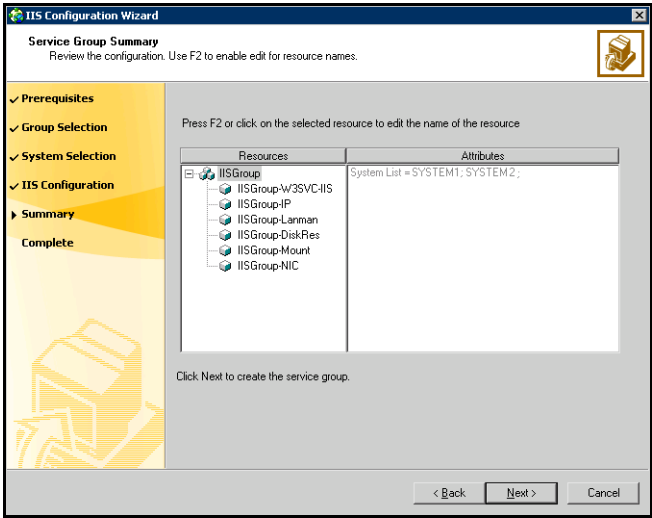 IIS Configuration Wizard
Service Group Summary
Review the configuration. Use F2 to enable edit for resource names.
Prerequisites
Group Selection
System Selection
IIS Configuration
Summary
Complete
Press F2 or click on the selected resource to edit the name of the resource
Resources Attributes
IISGroup System List = SYSTEM1; SYSTEM2 ;
IISGroup-W3SVC-IIS
IISGroup-IP
IISGroup-Lanman
IISGroup-DiskRes
IISGroup-Mount
IISGroup-NIC
Click Next to create the service group.
< Back Next > Cancel